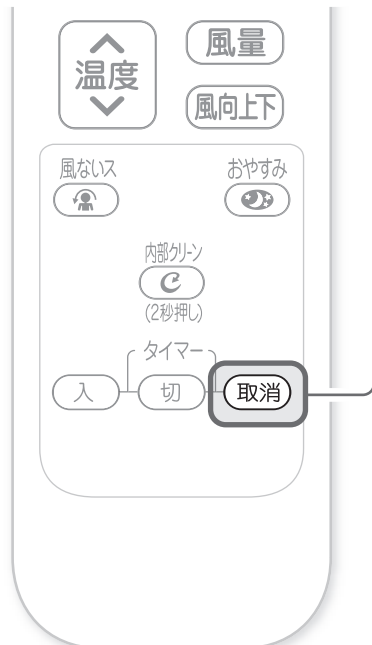 温度
風量
風向上下
風ないス
おやすみ
内部クリーン
(2秒押し)
タイマー
入
切
取消